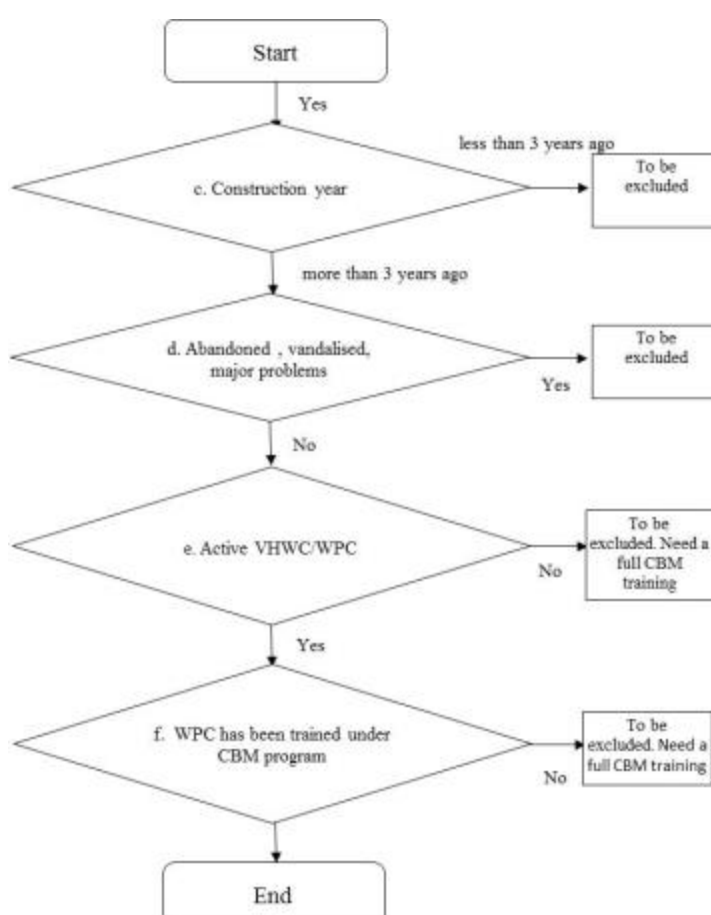 Start
Yes
less than 3 years ago
c. Construction year
To be
excluded
more than 3 years ago
d. Abandoned , vandalised,
major problems
To be
excluded
Yes
No
e. Active VHWC/WPC
To be
excluded. Need a
full CBM
training
No
Yes
f. WPC has been trained under
CBM program
To be
excluded. Need a
full CBM training
No
End